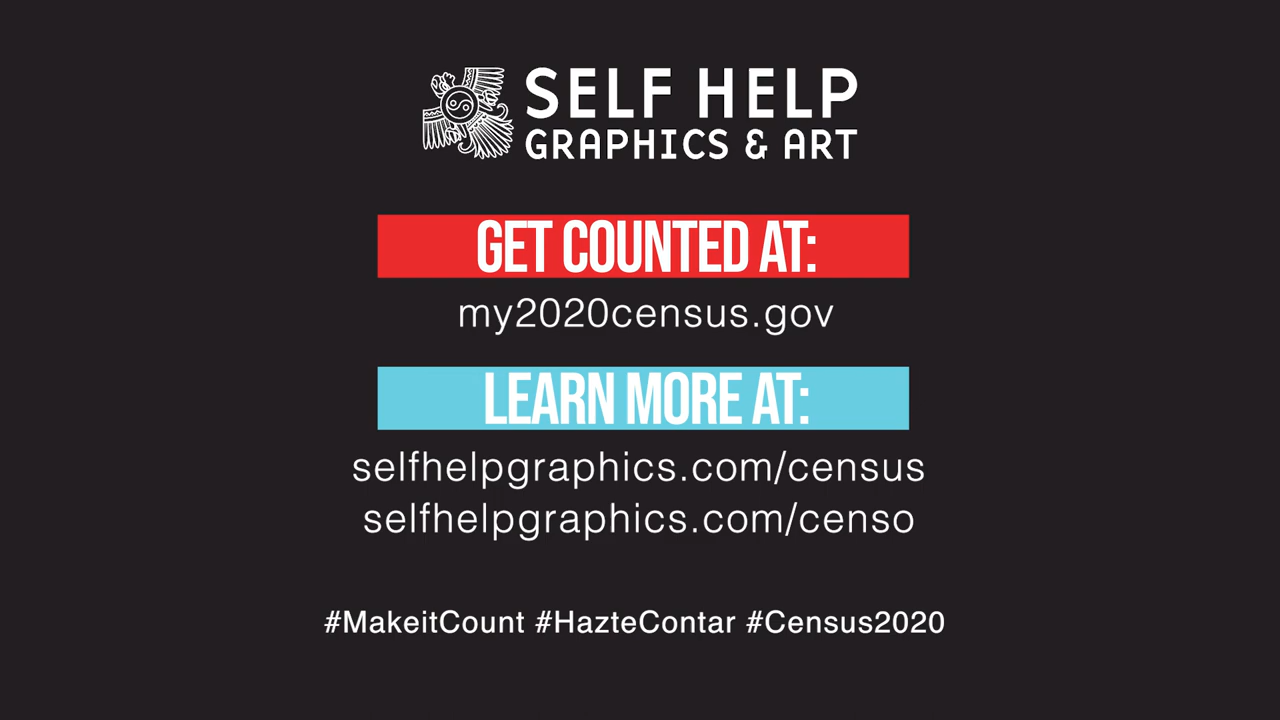 SELF HELP
GRAPHICS & ART
GET COUNTED AT:
my2020census.gov
LEARN MORE AT:
selfhelpgraphics.com/census
selfhelpgraphics.com/censo
#MakeitCount #HazteContar #Census2020